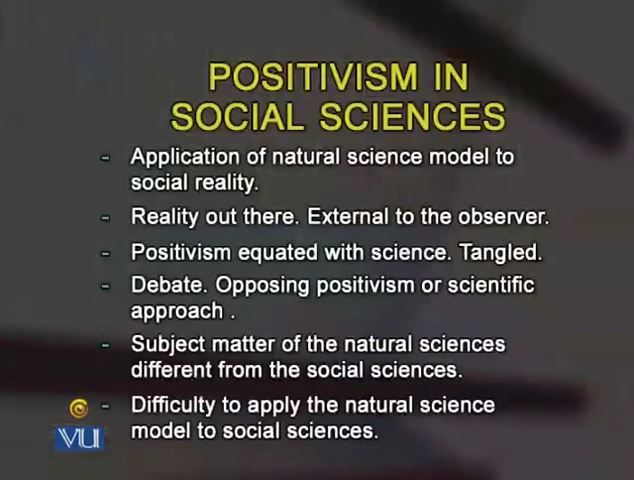 POSITIVISM IN
SOCIAL SCIENCES
- Application of natural science model to
social reality.
- Reality out there. External to the observer.
- Positivism equated with science. Tangled.
- Debate. Opposing positivism or scientific
approach .
- Subject matter of the natural sciences
different from the social sciences.
- Difficulty to apply the natural science
model to social sciences.
VU